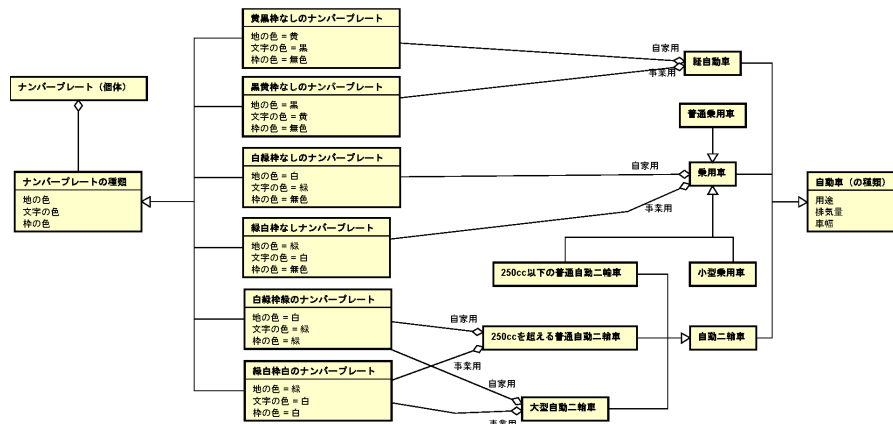 黄黒枠なしのナンバープレート
地の色 = 黄
文字の色 = 黒
枠の色 = 無色
自家用
軽自動車
事業用
ナンバープレート（個体）
黒黄枠なしのナンバープレート
地の色 = 黒
文字の色 = 黄
枠の色 = 無色
普通乗用車
白緑枠なしのナンバープレート
地の色 = 白
文字の色 = 緑
枠の色 = 無色
自家用
乗用車
事業用
ナンバープレートの種類
地の色
文字の色
枠の色
自動車（の種類）
用途
排気量
車幅
緑白枠なしナンバープレート
地の色 = 緑
文字の色 = 白
枠の色 = 無色
250cc以下の普通自動二輪車
小型乗用車
白緑枠緑のナンバープレート
地の色 = 白
文字の色 = 緑
枠の色 = 緑
自家用
250ccを超える普通自動二輪車
自動二輪車
事業用
緑白枠白のナンバープレート
地の色 = 緑
文字の色 = 白
枠の色 = 白
自家用
大型自動二輪車
事業用